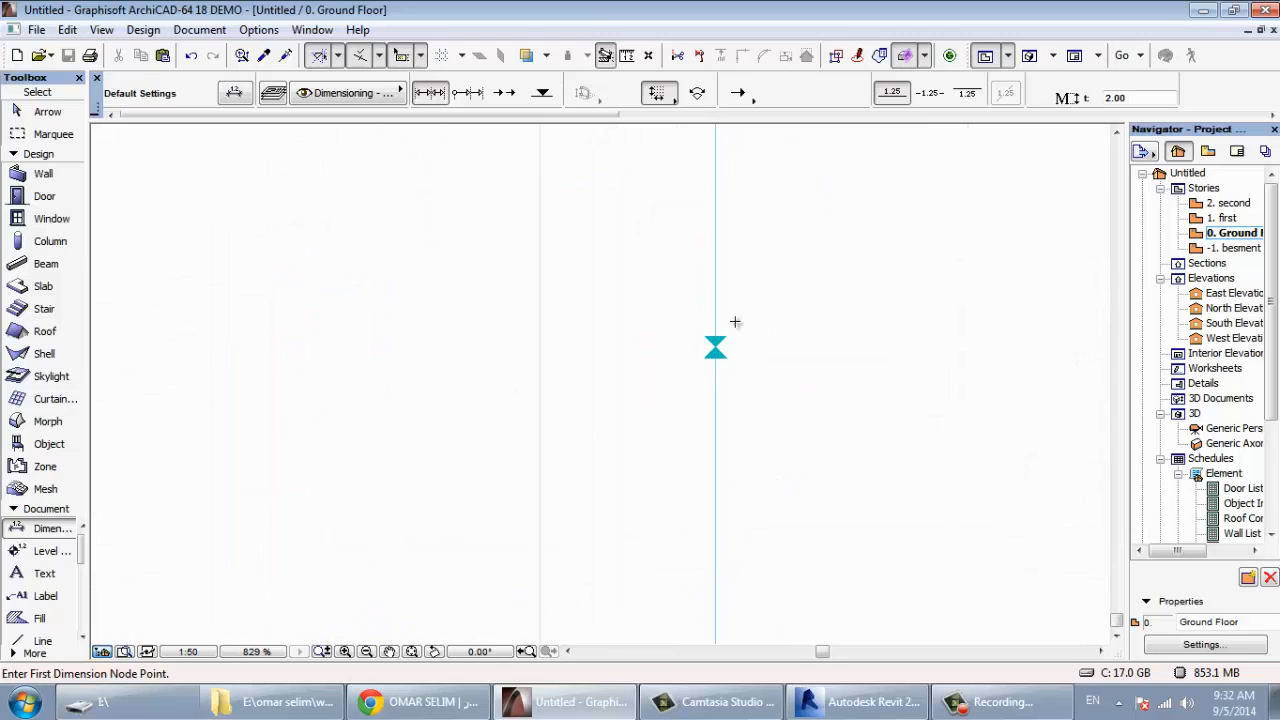 Untitled - Graphisoft ArchiCAD-64 18 DEMO - [Untitled / 0. Ground Floor]
File Edit View Design Document Options Window Help
Go
Toolbox
Select
Arrow
Marquee
Design
Wall
Door
Window
Column
Beam
Slab
Stair
Roof
Shell
Skylight
Curtain...
Morph
Object
Zone
Mesh
Document
Dimen...
Level ...
Text
Label
Fill
Line
More
Default Settings
Dimensioning - ...
1.25
-1.25-
1.25
1.25
M t: 2.00
Navigator - Project ...
Untitled
Stories
2. second
1. first
0. Ground F
-1. besment
Sections
Elevations
East Elevatic
North Elevat
South Elevat
West Elevati
Interior Elevation
Worksheets
Details
3D Documents
3D
Generic Pers
Generic Axor
Schedules
Element
Door List
Object In
Roof Cor
Wall List
Properties
0. Ground Floor
Settings...
1:50
829 %
0.00°
Enter First Dimension Node Point.
C: 17.0 GB
853.1 MB
I:\
E:\omar selim\w...
OMAR SELIM | ...
Untitled - Graphi...
Camtasia Studio ...
Autodesk Revit 2...
Recording...
EN
9:32 AM
9/5/2014